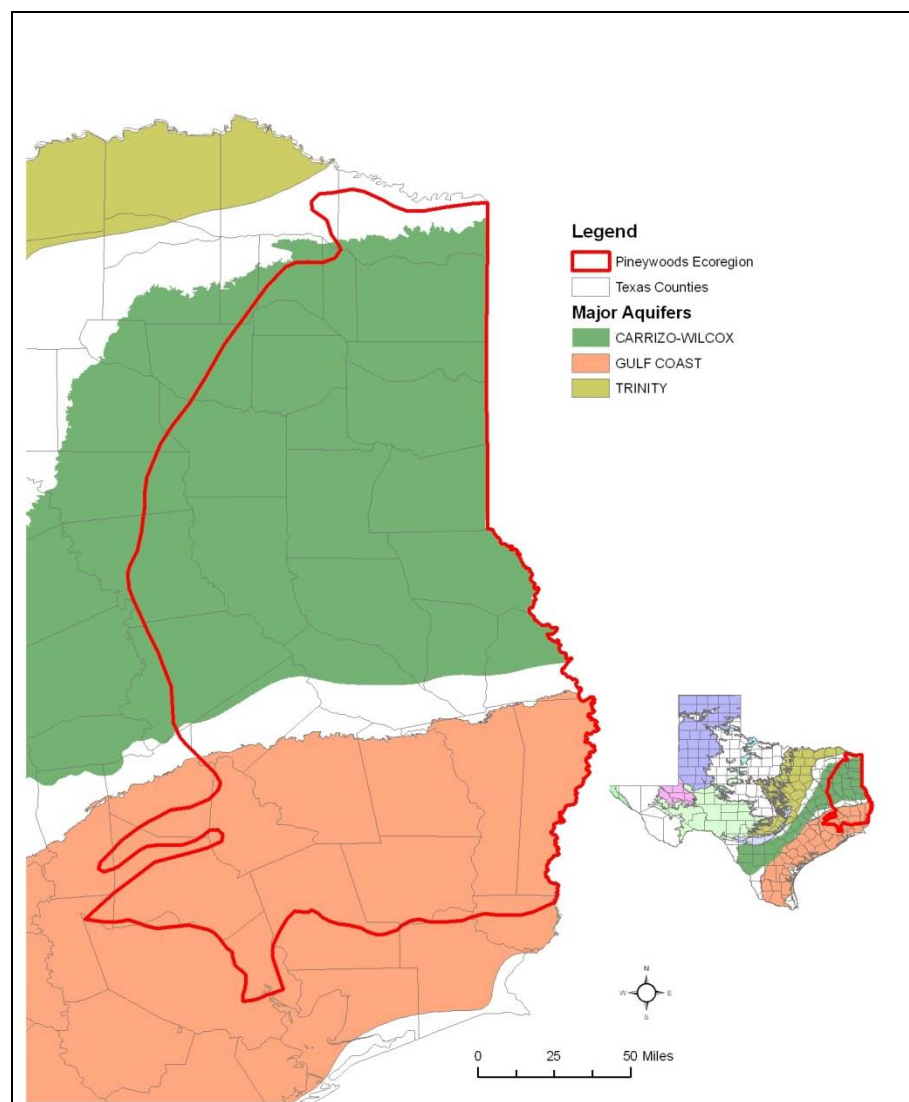 Legend
Pineywoods Ecoregion
Texas Counties
Major Aquifers
CARRIZO-WILCOX
GULF COAST
TRINITY
N
W E
S
0 25 50 Miles